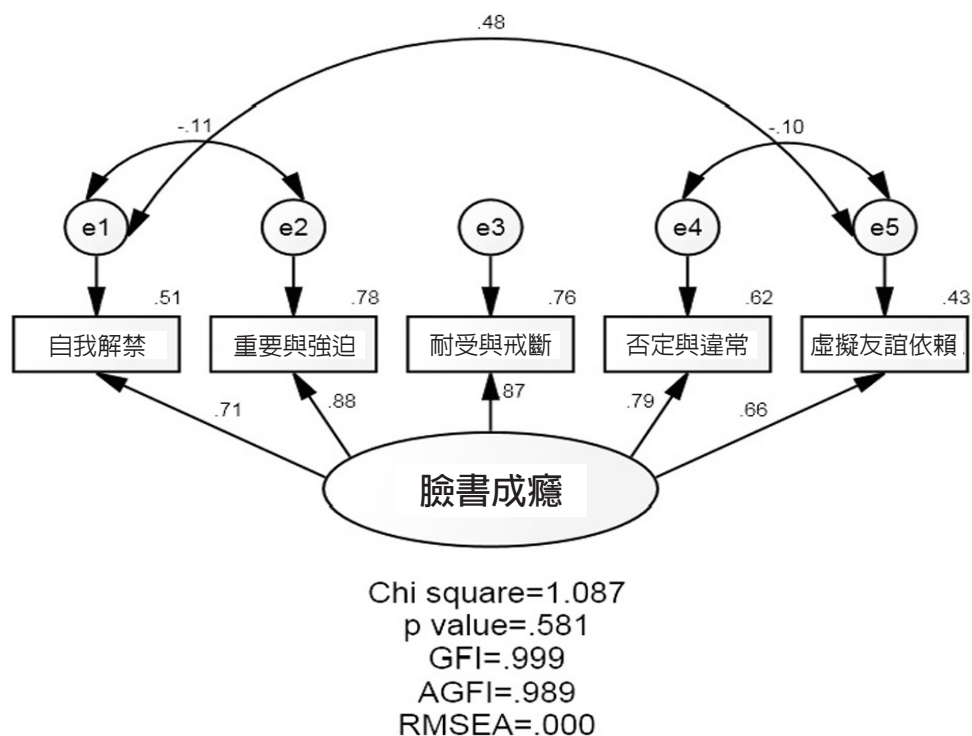 .48
-.11
-.10
e1 e2 e3 e4 e5
.51 .78 .76 .62 .43
自我解禁 重要與強迫 耐受與戒斷 否定與違常 虛擬友誼依賴
.71 .88 .87 .79 .66
臉書成癮
Chi square=1.087
p value=.581
GFI=.999
AGFI=.989
RMSEA=.000